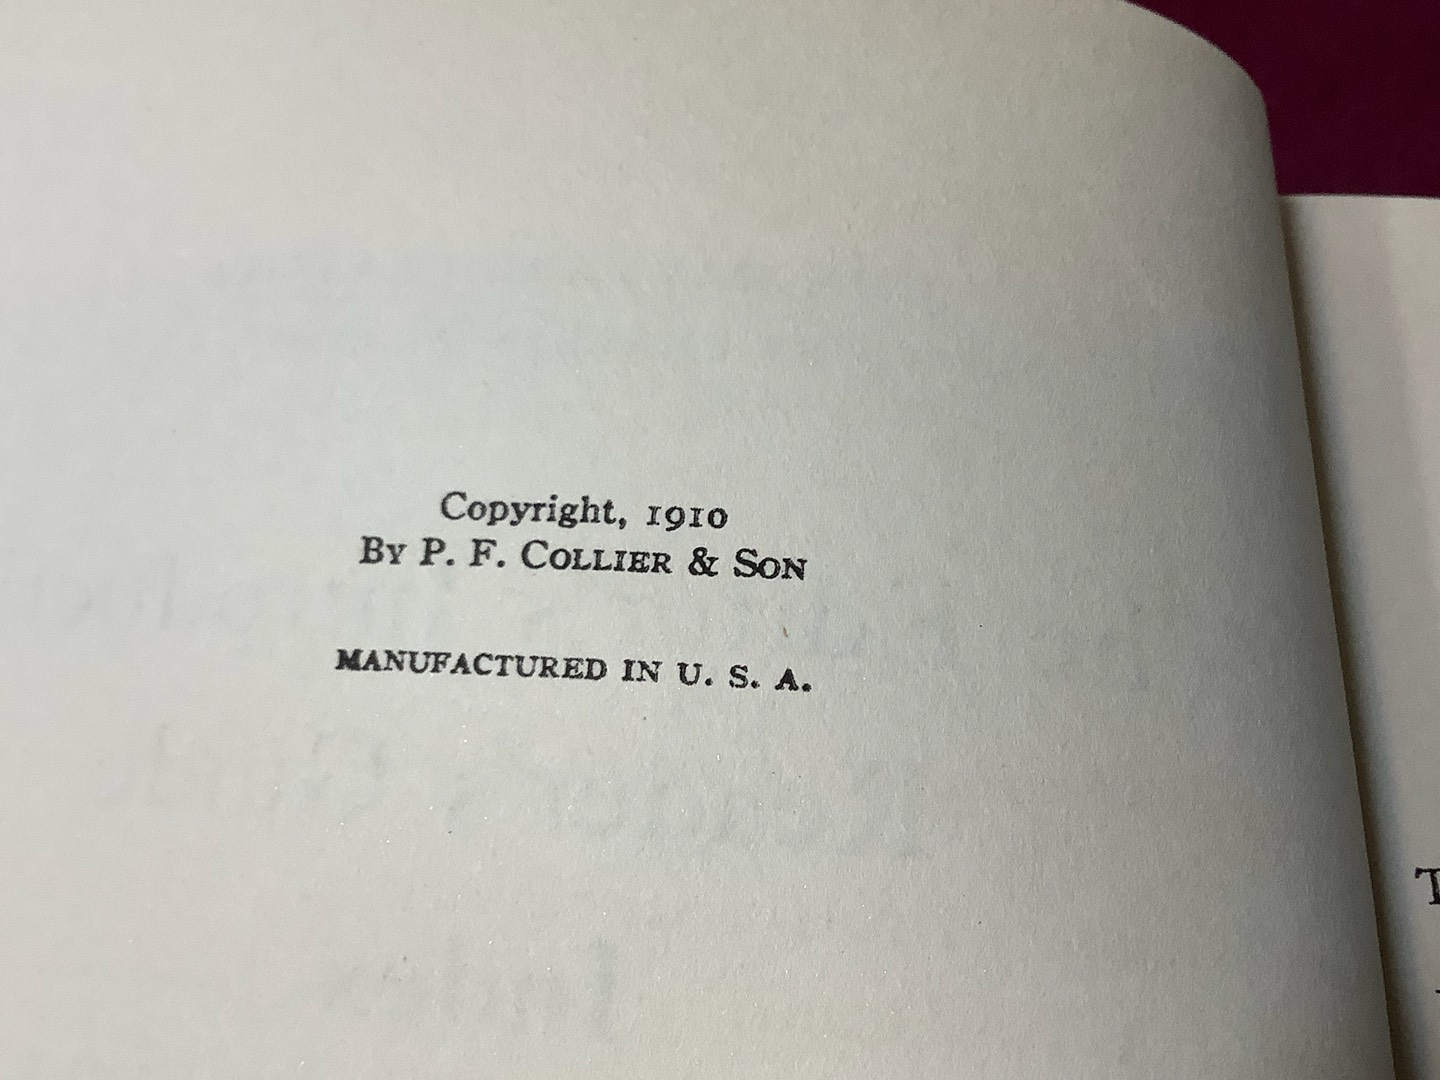 Copyright, 1910
By P. F. Collier & Son
MANUFACTURED IN U. S. A.